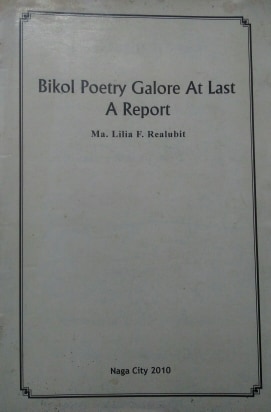 Bikol Poetry Galore At Last
A Report
Ma. Lilia F. Realubit
Naga City 2010